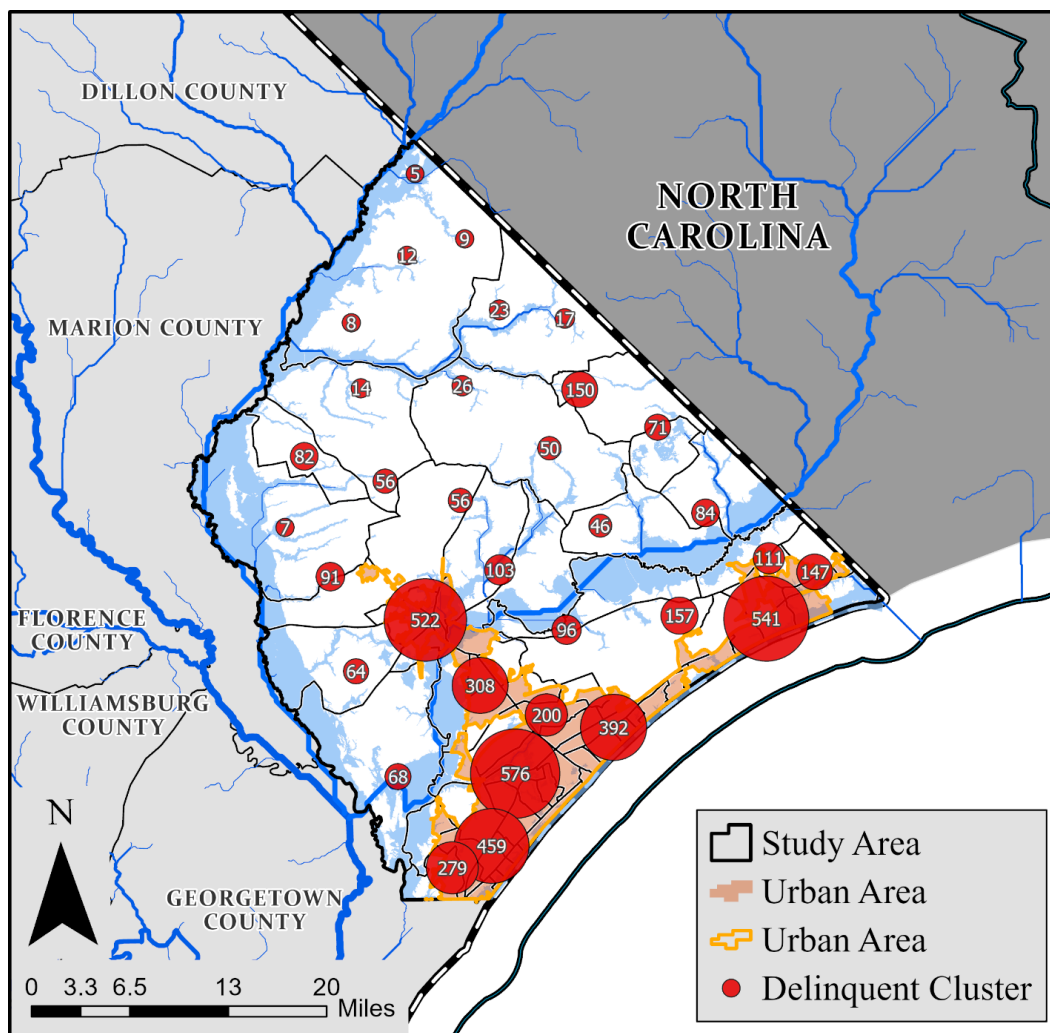 DILLON COUNTY
5
NORTH
CAROLINA
9
12
23
17
MARION COUNTY
8
14
26
150
71
50
82
56
56
7
46
84
111
147
91
103
522
96
157
541
FLORENCE
COUNTY
64
308
WILLIAMSBURG
COUNTY
200
392
68
576
N
459
279
GEORGETOWN
COUNTY
Study Area
Urban Area
Urban Area
Delinquent Cluster
0 3.3 6.5 13 20
Miles